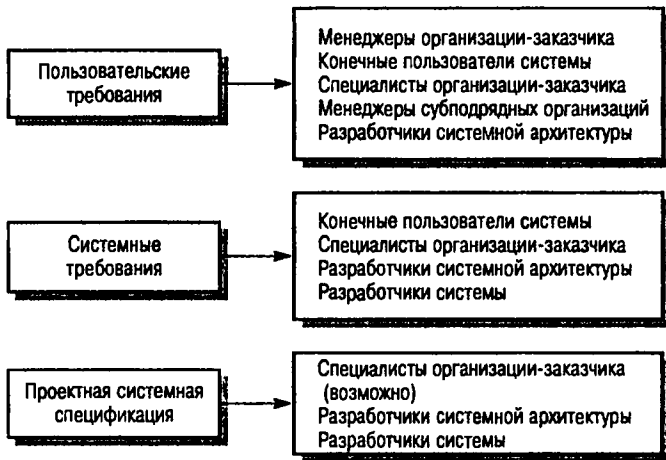 Пользовательские
требования
Менеджеры организации-заказчика
Конечные пользователи системы
Специалисты организации-заказчика
Менеджеры субподрядных организаций
Разработчики системной архитектуры
Системные
требования
Конечные пользователи системы
Специалисты организации-заказчика
Разработчики системной архитектуры
Разработчики системы
Проектная системная
спецификация
Специалисты организации-заказчика
(возможно)
Разработчики системной архитектуры
Разработчики системы